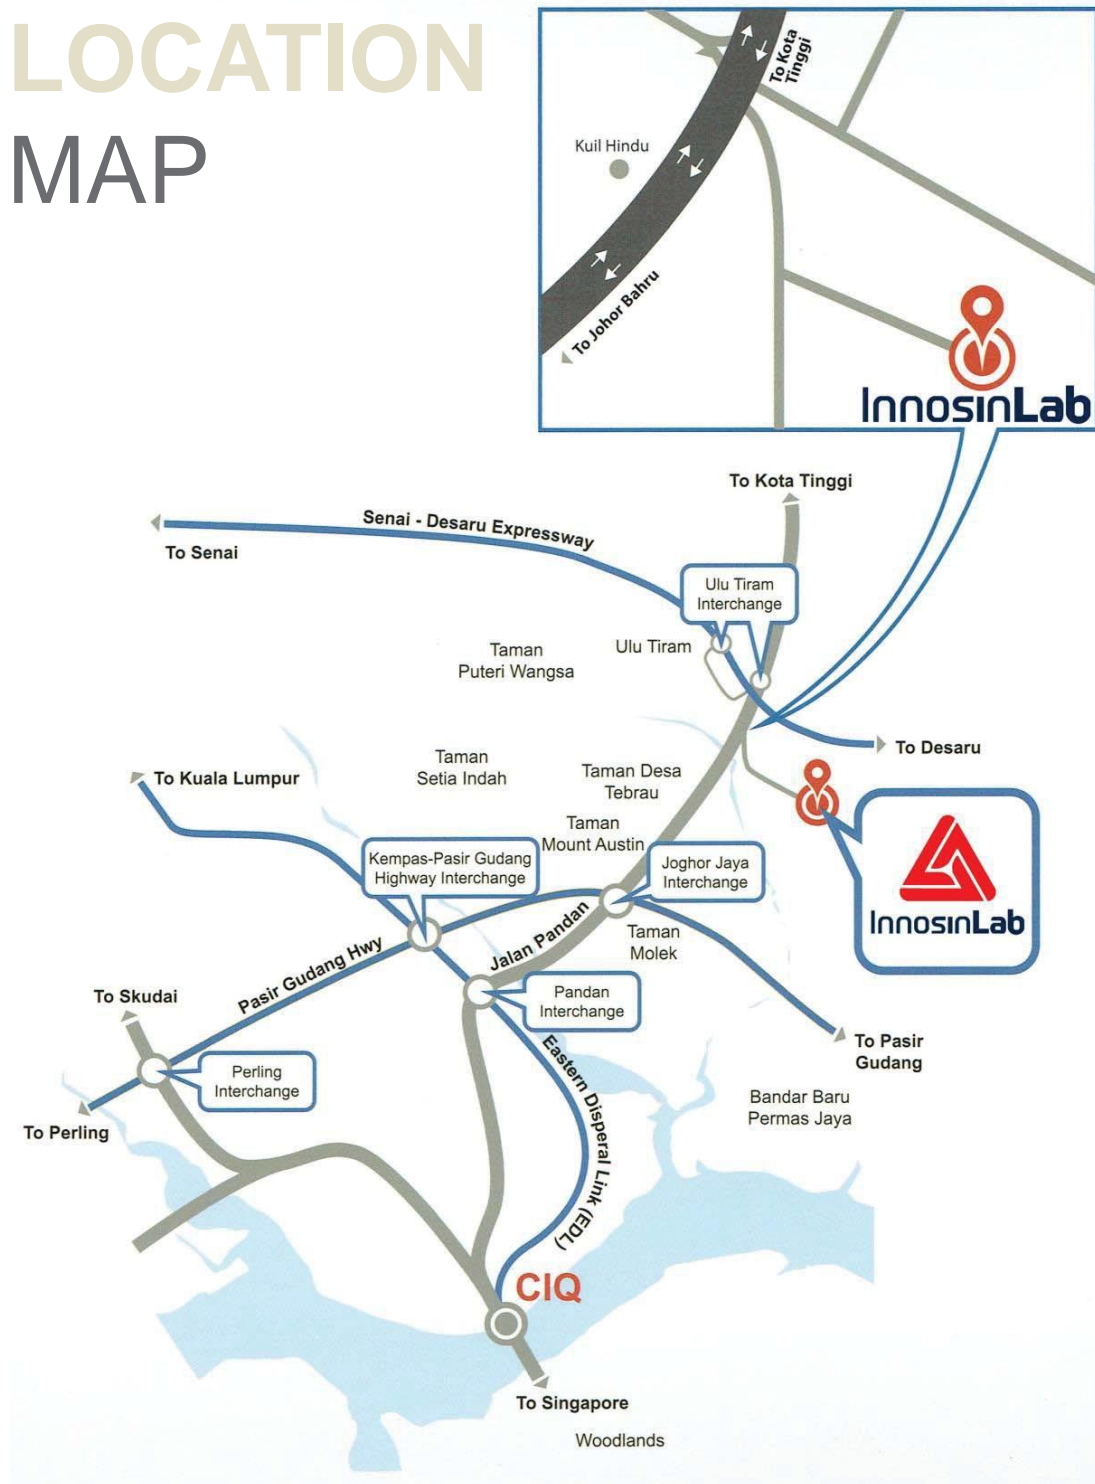 LOCATION
MAP
To Kota
Tinggi
Kuil Hindu
To Johor Bahru
InnosinLab
To Kota Tinggi
Senai - Desaru Expressway
To Senai
Ulu Tiram
Interchange
Ulu Tiram
Taman
Puteri Wangsa
To Desaru
Taman
Setia Indah
To Kuala Lumpur
Taman Desa
Tebrau
Taman
Mount Austin
Kempas-Pasir Gudang
Highway Interchange
Joghor Jaya
Interchange
InnosinLab
Jalan Pandan
Taman
Molek
Pasir Gudang Hwy
To Skudai
Pandan
Interchange
To Pasir
Gudang
Perling
Interchange
Eastern Disperal Link (EDL)
Bandar Baru
Permas Jaya
To Perling
CIQ
To Singapore
Woodlands